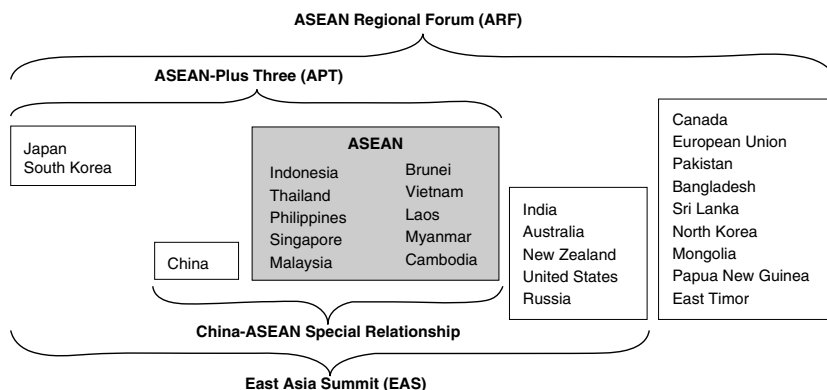 ASEAN Regional Forum (ARF)
ASEAN-Plus Three (APT)
Japan
South Korea
China
ASEAN
Indonesia
Thailand
Philippines
Singapore
Malaysia
Brunei
Vietnam
Laos
Myanmar
Cambodia
India
Australia
New Zealand
United States
Russia
Canada
European Union
Pakistan
Bangladesh
Sri Lanka
North Korea
Mongolia
Papua New Guinea
East Timor
China-ASEAN Special Relationship
East Asia Summit (EAS)